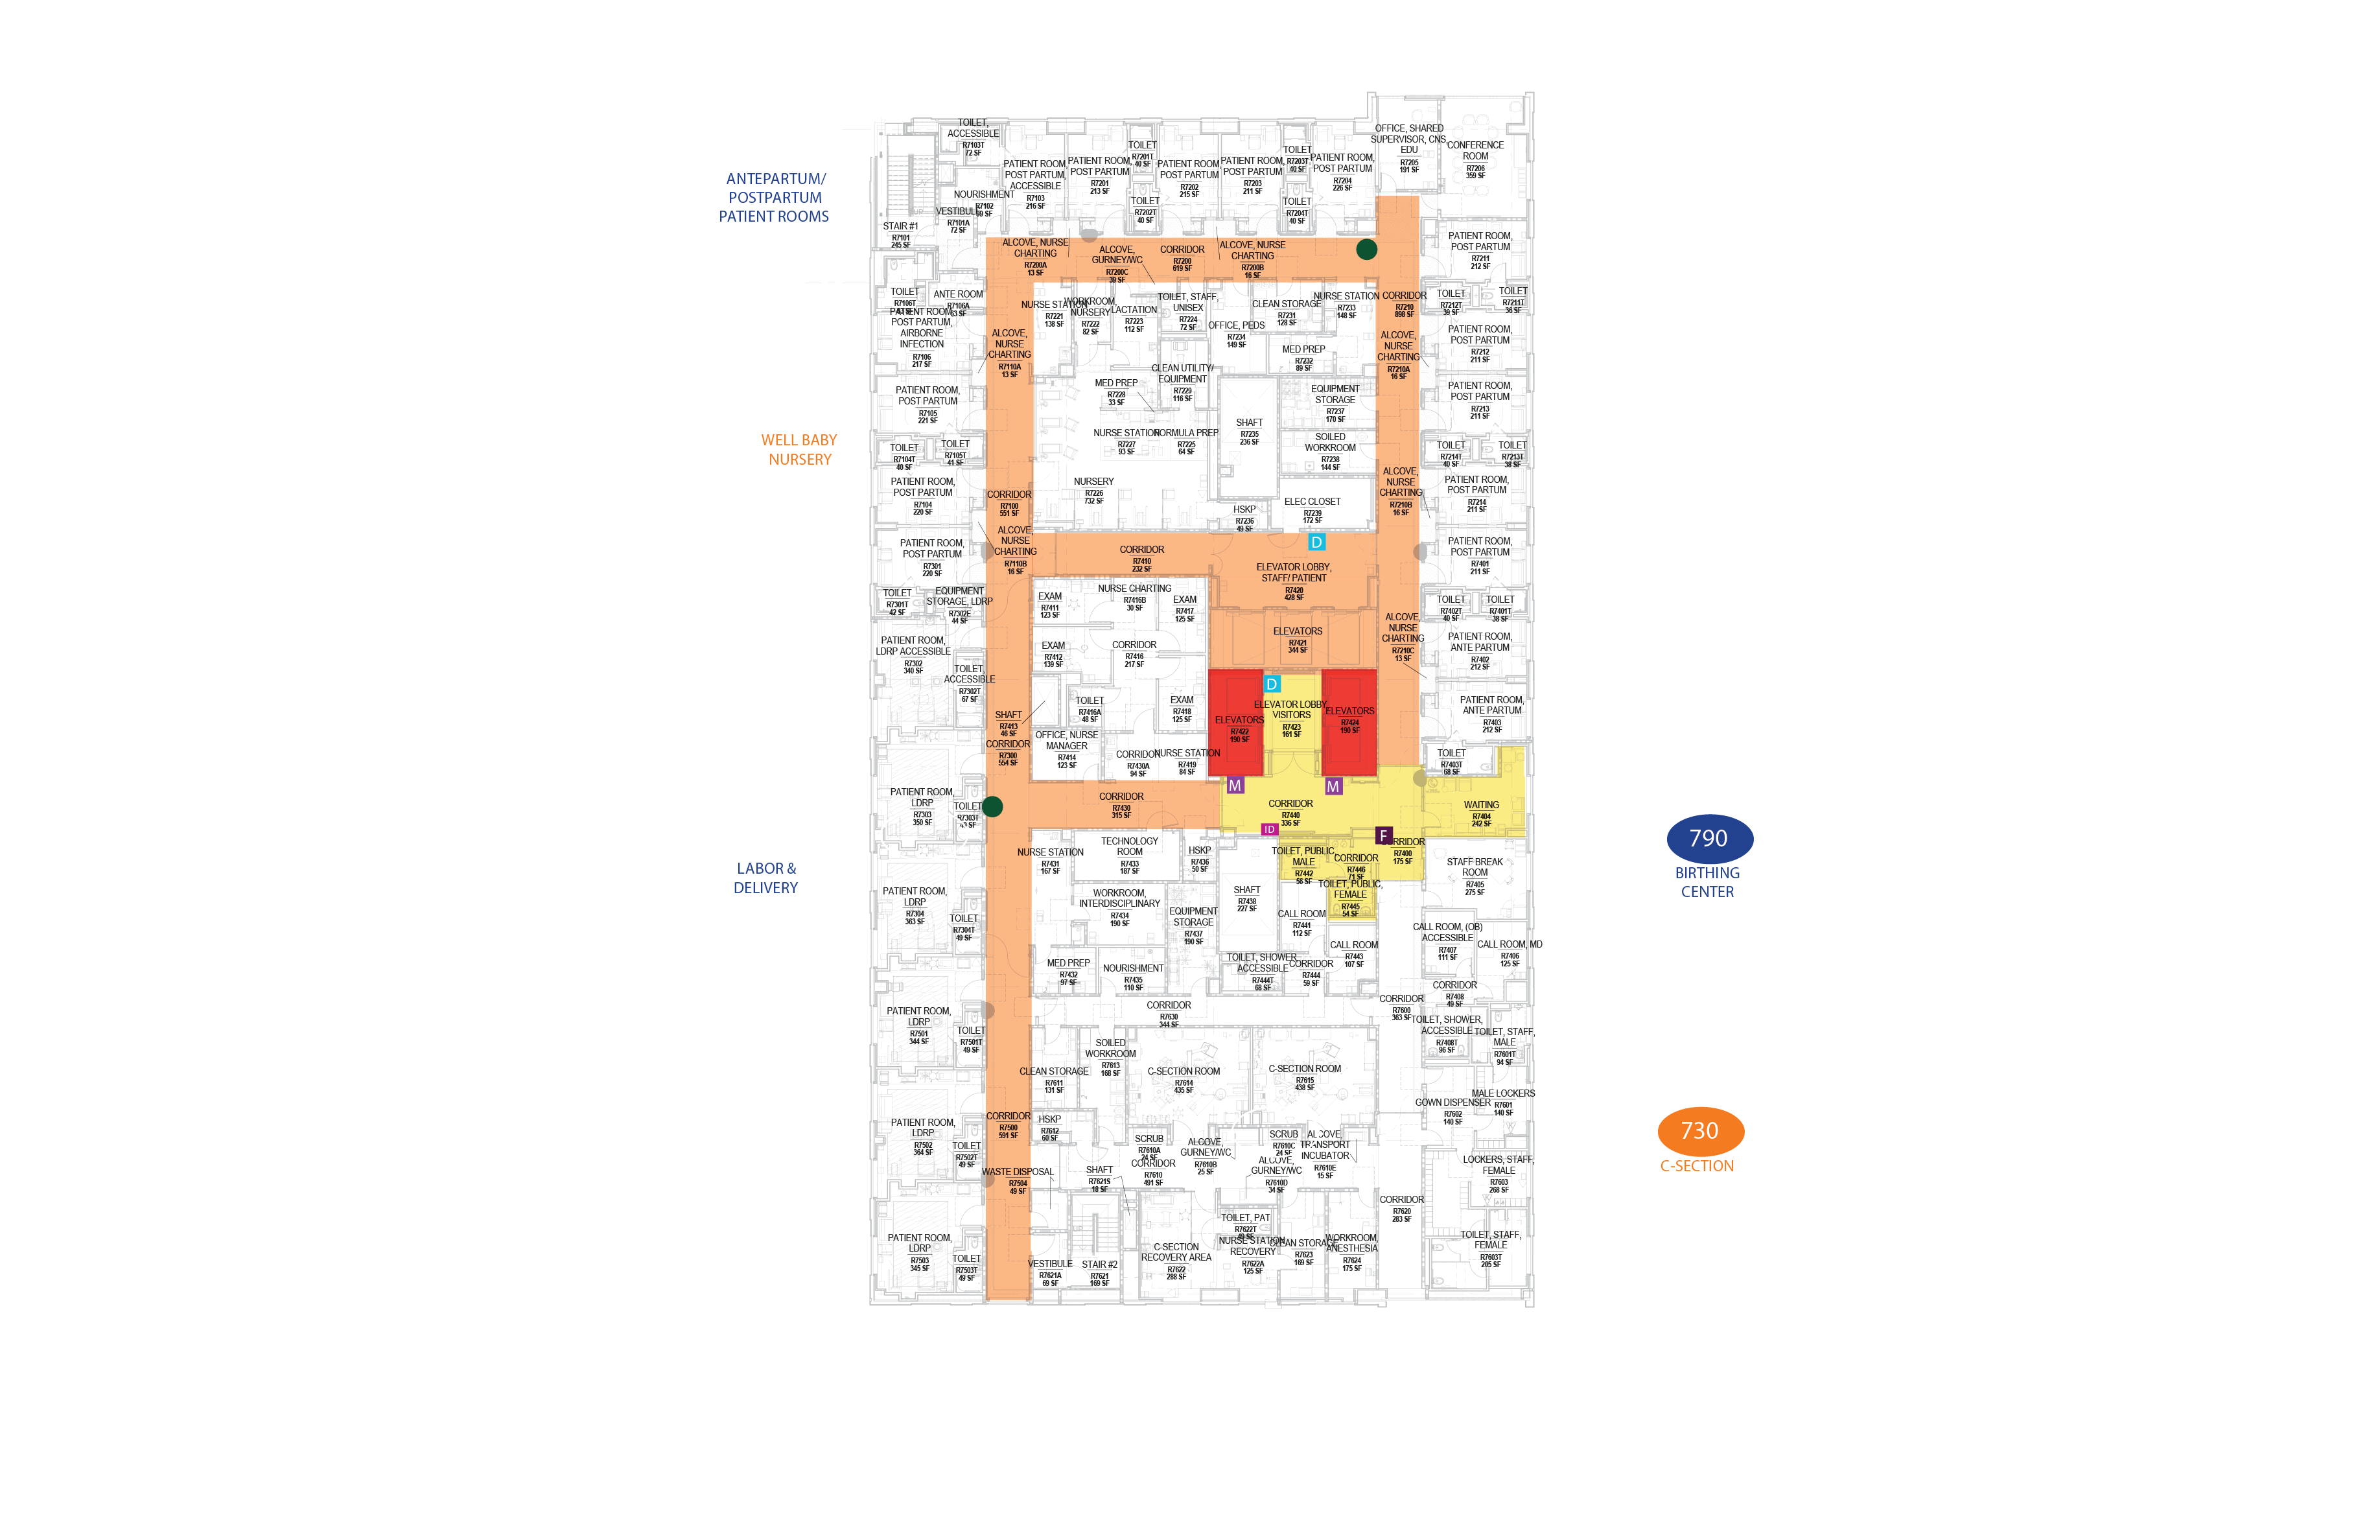 ANTEPARTUM/
POSTPARTUM
PATIENT ROOMS
WELL BABY
NURSERY
LABOR &
DELIVERY
790
BIRTHING
CENTER
730
C-SECTION
TOILET,
ACCESSIBLE
R7103T
72 SF
NOURISHMENT
R7102
VESTIBULE
R7101A
72 SF
STAIR #1
R7101
245 SF
PATIENT ROOM,
POST PARTUM,
ACCESSIBLE
R7103
216 SF
PATIENT ROOM,
POST PARTUM
R7201
213 SF
TOILET
R7201T
40 SF
TOILET
R7202T
40 SF
PATIENT ROOM,
POST PARTUM
R7202
215 SF
PATIENT ROOM,
POST PARTUM
R7203
211 SF
TOILET
R7203T
40 SF
TOILET
R7204T
40 SF
PATIENT ROOM,
POST PARTUM
R7204
226 SF
OFFICE, SHARED
SUPERVISOR, CNS,
EDU
R7205
191 SF
CONFERENCE
ROOM
R7206
359 SF
ALCOVE, NURSE
CHARTING
R7200A
13 SF
ALCOVE,
GURNEY/WC
R7200C
39 SF
CORRIDOR
R7200
619 SF
ALCOVE, NURSE
CHARTING
R7200B
16 SF
PATIENT ROOM,
POST PARTUM
R7211
212 SF
TOILET
R7106T
ANTE ROOM
R7106A
63 SF
PATIENT ROOM,
POST PARTUM,
AIRBORNE
INFECTION
R7106
217 SF
NURSE STATION
R7221
138 SF
WORKROOM,
NURSERY
R7222
82 SF
LACTATION
R7223
112 SF
TOILET, STAFF,
UNISEX
R7224
72 SF
OFFICE, PEDS
R7234
149 SF
CLEAN STORAGE
R7231
128 SF
NURSE STATION
R7233
148 SF
CORRIDOR
R7210
898 SF
TOILET
R7212T
39 SF
TOILET
R7211T
36 SF
ALCOVE,
NURSE
CHARTING
R7110A
13 SF
MED PREP
R7232
89 SF
ALCOVE,
NURSE
CHARTING
R7210A
16 SF
PATIENT ROOM,
POST PARTUM
R7212
211 SF
PATIENT ROOM,
POST PARTUM
R7105
221 SF
MED PREP
R7228
33 SF
CLEAN UTILITY/
EQUIPMENT
R7229
116 SF
EQUIPMENT
STORAGE
R7237
170 SF
PATIENT ROOM,
POST PARTUM
R7213
211 SF
TOILET
R7104T
40 SF
TOILET
R7105T
41 SF
NURSE STATION
R7227
93 SF
FORMULA PREP
R7225
64 SF
SHAFT
R7235
236 SF
SOILED
WORKROOM
R7238
144 SF
TOILET
R7214T
40 SF
TOILET
R7213T
38 SF
PATIENT ROOM,
POST PARTUM
R7104
220 SF
CORRIDOR
R7100
551 SF
NURSERY
R7226
732 SF
HSKP
R7236
49 SF
ELEC CLOSET
R7239
172 SF
ALCOVE,
NURSE
CHARTING
R7210B
16 SF
PATIENT ROOM,
POST PARTUM
R7214
211 SF
PATIENT ROOM,
POST PARTUM
R7301
220 SF
ALCOVE,
NURSE
CHARTING
R7110B
16 SF
CORRIDOR
R7410
232 SF
D
ELEVATOR LOBBY,
STAFF/ PATIENT
R7420
428 SF
PATIENT ROOM,
POST PARTUM
R7401
211 SF
TOILET
R7301T
42 SF
EQUIPMENT
STORAGE, LDRP
R7302E
44 SF
EXAM
R7411
123 SF
NURSE CHARTING
R7416B
30 SF
EXAM
R7417
125 SF
TOILET
R7402T
40 SF
TOILET
R7401T
38 SF
PATIENT ROOM,
LDRP ACCESSIBLE
R7302
340 SF
TOILET,
ACCESSIBLE
R7302T
67 SF
EXAM
R7412
139 SF
CORRIDOR
R7416
217 SF
ELEVATORS
R7421
344 SF
ALCOVE,
NURSE
CHARTING
R7210C
13 SF
PATIENT ROOM,
ANTE PARTUM
R7402
212 SF
SHAFT
R7413
46 SF
TOILET
R7416A
48 SF
EXAM
R7418
125 SF
D
ELEVATORS
R7422
190 SF
ELEVATOR LOBBY,
VISITORS
R7423
161 SF
ELEVATORS
R7424
190 SF
PATIENT ROOM,
ANTE PARTUM
R7403
212 SF
CORRIDOR
R7300
554 SF
OFFICE, NURSE
MANAGER
R7414
123 SF
CORRIDOR
R7430A
94 SF
NURSE STATION
R7419
84 SF
TOILET
R7403T
68 SF
M
M
PATIENT ROOM,
LDRP
R7303
350 SF
TOILET
R7303T
CORRIDOR
R7430
315 SF
CORRIDOR
R7440
336 SF
WAITING
R7404
242 SF
ID
F
NURSE STATION
R7431
167 SF
TECHNOLOGY
ROOM
R7433
187 SF
HSKP
R7436
50 SF
TOILET, PUBLIC,
MALE
R7442
56 SF
CORRIDOR
R7446
71 SF
CORRIDOR
R7400
175 SF
STAFF BREAK
ROOM
R7405
275 SF
PATIENT ROOM,
LDRP
R7304
363 SF
TOILET
R7304T
49 SF
WORKROOM,
INTERDISCIPLINARY
R7434
190 SF
EQUIPMENT
STORAGE
R7437
190 SF
SHAFT
R7438
227 SF
TOILET, PUBLIC,
FEMALE
R7445
54 SF
CALL ROOM
R7441
112 SF
CALL ROOM
R7443
107 SF
CALL ROOM, (OB)
ACCESSIBLE
R7407
111 SF
CALL ROOM, MD
R7406
125 SF
MED PREP
R7432
97 SF
NOURISHMENT
R7435
110 SF
TOILET, SHOWER,
ACCESSIBLE
R7444T
68 SF
CORRIDOR
R7444
59 SF
CORRIDOR
R7408
49 SF
PATIENT ROOM,
LDRP
R7501
344 SF
TOILET
R7501T
49 SF
CORRIDOR
R7630
344 SF
CORRIDOR
R7600
363 SF
TOILET, SHOWER,
ACCESSIBLE
R7408T
96 SF
TOILET, STAFF,
MALE
R7601T
94 SF
CLEAN STORAGE
R7611
131 SF
SOILED
WORKROOM
R7613
168 SF
C-SECTION ROOM
R7614
435 SF
C-SECTION ROOM
R7615
438 SF
GOWN DISPENSER
R7602
140 SF
MALE LOCKERS
R7601
140 SF
PATIENT ROOM,
LDRP
R7502
364 SF
TOILET
R7502T
49 SF
CORRIDOR
R7500
591 SF
HSKP
R7612
60 SF
SCRUB
R7610A
24 SF
CORRIDOR
R7610
491 SF
ALCOVE,
GURNEY/WC
R7610B
25 SF
SCRUB
R7610C
24 SF
ALCOVE,
GURNEY/WC
R7610D
34 SF
ALCOVE,
TRANSPORT
INCUBATOR
R7610E
15 SF
LOCKERS, STAFF,
FEMALE
R7603
268 SF
WASTE DISPOSAL
R7504
49 SF
SHAFT
R7621S
18 SF
CORRIDOR
R7620
283 SF
PATIENT ROOM,
LDRP
R7503
345 SF
TOILET
R7503T
49 SF
VESTIBULE
R7621A
69 SF
STAIR #2
R7621
169 SF
C-SECTION
RECOVERY AREA
R7622
288 SF
TOILET, PAT
R7622T
49 SF
NURSE STATION
RECOVERY
R7622A
125 SF
CLEAN STORAGE
R7623
169 SF
WORKROOM,
ANESTHESIA
R7624
175 SF
TOILET, STAFF,
FEMALE
R7603T
205 SF